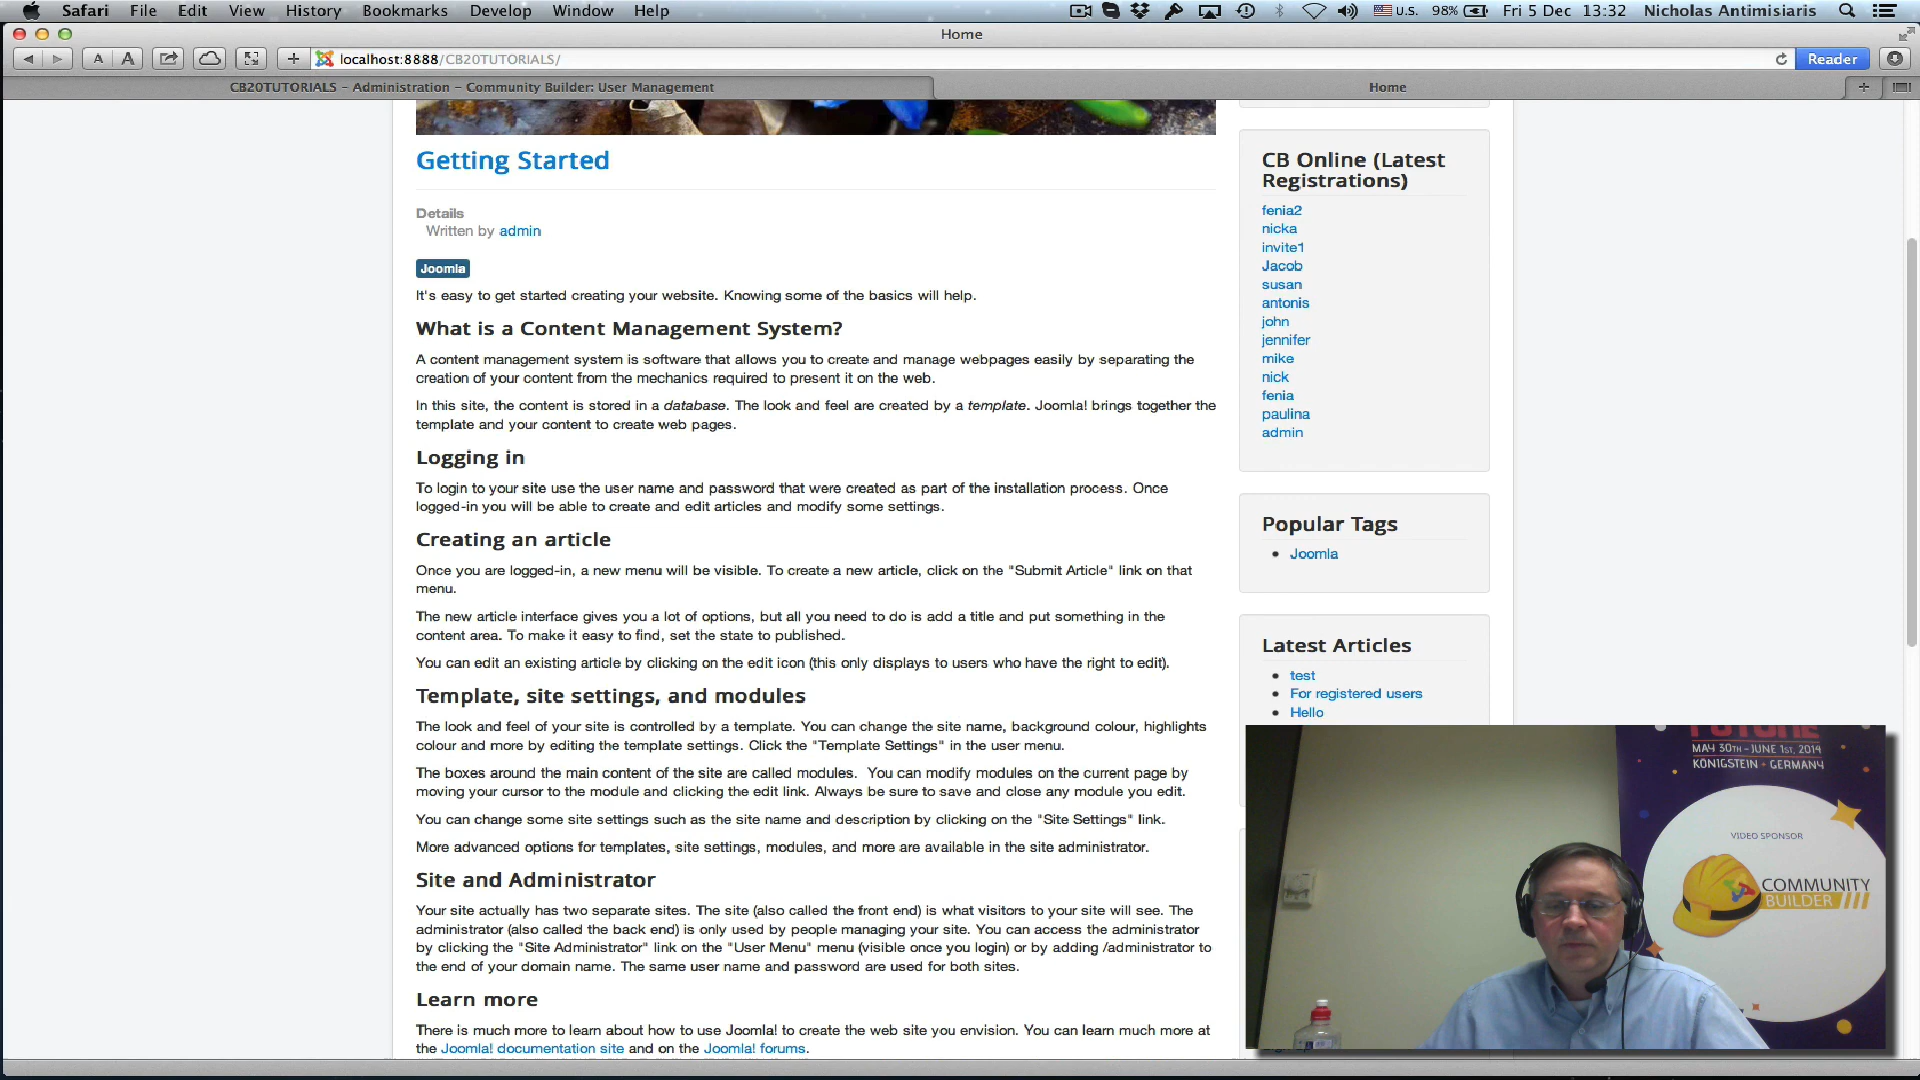 Safari File Edit View History Bookmarks Develop Window Help U.S. 98% Fri 5 Dec 13:32 Nicholas Antimisiaris
Home
A A localhost:8888/CB20TUTORIALS/ Reader
CB20TUTORIALS - Administration - Community Builder: User Management
Home
Getting Started
Details
Written by admin
Joomla
It's easy to get started creating your website. Knowing some of the basics will help.
What is a Content Management System?
A content management system is software that allows you to create and manage webpages easily by separating the
creation of your content from the mechanics required to present it on the web.
In this site, the content is stored in a database. The look and feel are created by a template. Joomla! brings together the
template and your content to create web pages.
Logging in
To login to your site use the user name and password that were created as part of the installation process. Once
logged-in you will be able to create and edit articles and modify some settings.
Creating an article
Once you are logged-in, a new menu will be visible. To create a new article, click on the "Submit Article" link on that
menu.
The new article interface gives you a lot of options, but all you need to do is add a title and put something in the
content area. To make it easy to find, set the state to published.
You can edit an existing article by clicking on the edit icon (this only displays to users who have the right to edit).
Template, site settings, and modules
The look and feel of your site is controlled by a template. You can change the site name, background colour, highlights
colour and more by editing the template settings. Click the "Template Settings" in the user menu.
The boxes around the main content of the site are called modules.  You can modify modules on the current page by
moving your cursor to the module and clicking the edit link. Always be sure to save and close any module you edit.
You can change some site settings such as the site name and description by clicking on the "Site Settings" link.
More advanced options for templates, site settings, modules, and more are available in the site administrator.
Site and Administrator
Your site actually has two separate sites. The site (also called the front end) is what visitors to your site will see. The
administrator (also called the back end) is only used by people managing your site. You can access the administrator
by clicking the "Site Administrator" link on the "User Menu" menu (visible once you login) or by adding /administrator to
the end of your domain name. The same user name and password are used for both sites.
Learn more
There is much more to learn about how to use Joomla! to create the web site you envision. You can learn much more at
the Joomla! documentation site and on the Joomla! forums.
CB Online (Latest
Registrations)
fenia2
nicka
invite1
Jacob
susan
antonis
john
jennifer
mike
nick
fenia
paulina
admin
Popular Tags
Joomla
Latest Articles
test
For registered users
Hello
FUTURE
MAY 30TH - JUNE 1ST, 2014
KÖNIGSTEIN • GERMANY
VIDEO SPONSOR
COMMUNITY
BUILDER